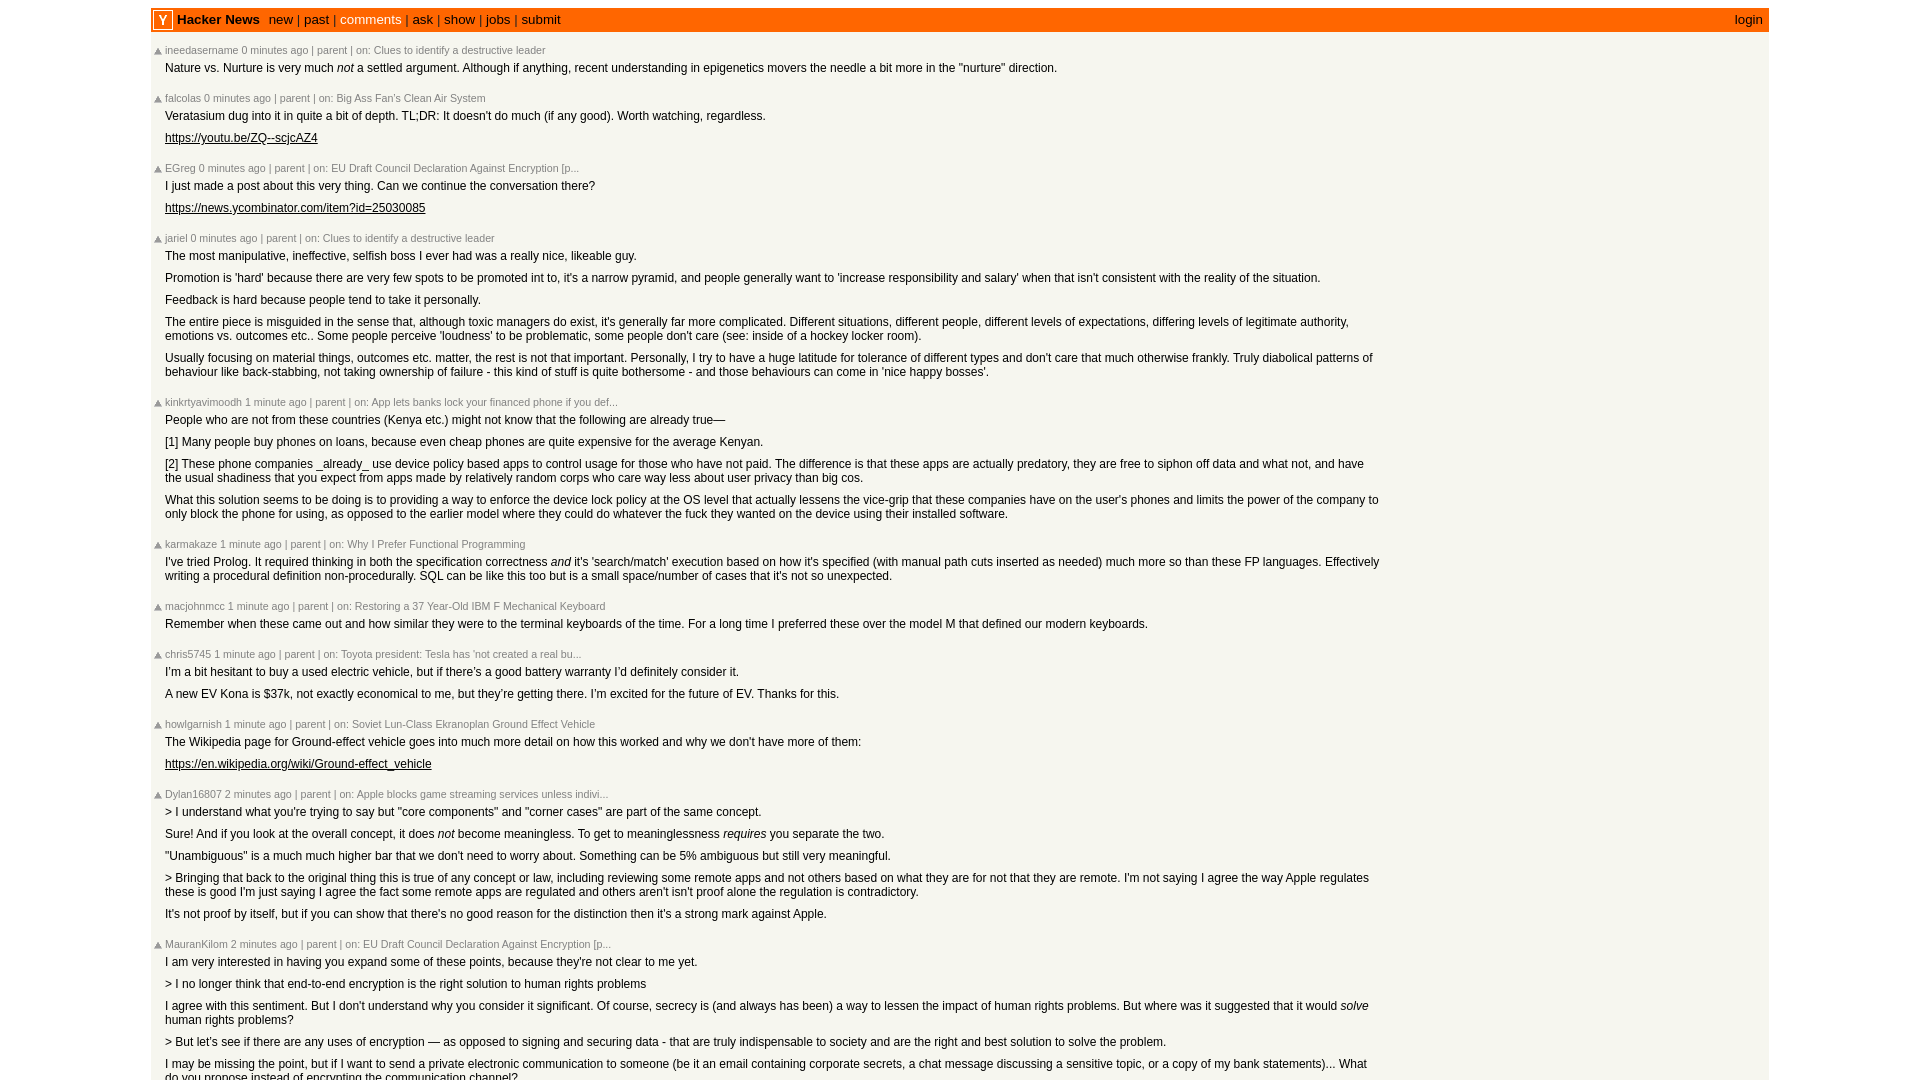 Y Hacker News new | past | comments | ask | show | jobs | submit login
ineedasername 0 minutes ago | parent | on: Clues to identify a destructive leader
Nature vs. Nurture is very much not a settled argument. Although if anything, recent understanding in epigenetics movers the needle a bit more in the "nurture" direction.
falcolas 0 minutes ago | parent | on: Big Ass Fan's Clean Air System
Veratasium dug into it in quite a bit of depth. TL;DR: It doesn't do much (if any good). Worth watching, regardless.
https://youtu.be/ZQ--scjcAZ4
EGreg 0 minutes ago | parent | on: EU Draft Council Declaration Against Encryption [p...
I just made a post about this very thing. Can we continue the conversation there?
https://news.ycombinator.com/item?id=25030085
jariel 0 minutes ago | parent | on: Clues to identify a destructive leader
The most manipulative, ineffective, selfish boss I ever had was a really nice, likeable guy.
Promotion is 'hard' because there are very few spots to be promoted int to, it's a narrow pyramid, and people generally want to 'increase responsibility and salary' when that isn't consistent with the reality of the situation.
Feedback is hard because people tend to take it personally.
The entire piece is misguided in the sense that, although toxic managers do exist, it's generally far more complicated. Different situations, different people, different levels of expectations, differing levels of legitimate authority,
emotions vs. outcomes etc.. Some people perceive 'loudness' to be problematic, some people don't care (see: inside of a hockey locker room).
Usually focusing on material things, outcomes etc. matter, the rest is not that important. Personally, I try to have a huge latitude for tolerance of different types and don't care that much otherwise frankly. Truly diabolical patterns of
behaviour like back-stabbing, not taking ownership of failure - this kind of stuff is quite bothersome - and those behaviours can come in 'nice happy bosses'.
kinkrtyavimoodh 1 minute ago | parent | on: App lets banks lock your financed phone if you def...
People who are not from these countries (Kenya etc.) might not know that the following are already true—
[1] Many people buy phones on loans, because even cheap phones are quite expensive for the average Kenyan.
[2] These phone companies _already_ use device policy based apps to control usage for those who have not paid. The difference is that these apps are actually predatory, they are free to siphon off data and what not, and have
the usual shadiness that you expect from apps made by relatively random corps who care way less about user privacy than big cos.
What this solution seems to be doing is to providing a way to enforce the device lock policy at the OS level that actually lessens the vice-grip that these companies have on the user's phones and limits the power of the company to
only block the phone for using, as opposed to the earlier model where they could do whatever the fuck they wanted on the device using their installed software.
karmakaze 1 minute ago | parent | on: Why I Prefer Functional Programming
I've tried Prolog. It required thinking in both the specification correctness and it's 'search/match' execution based on how it's specified (with manual path cuts inserted as needed) much more so than these FP languages. Effectively
writing a procedural definition non-procedurally. SQL can be like this too but is a small space/number of cases that it's not so unexpected.
macjohnmcc 1 minute ago | parent | on: Restoring a 37 Year-Old IBM F Mechanical Keyboard
Remember when these came out and how similar they were to the terminal keyboards of the time. For a long time I preferred these over the model M that defined our modern keyboards.
chris5745 1 minute ago | parent | on: Toyota president: Tesla has 'not created a real bu...
I’m a bit hesitant to buy a used electric vehicle, but if there’s a good battery warranty I’d definitely consider it.
A new EV Kona is $37k, not exactly economical to me, but they’re getting there. I’m excited for the future of EV. Thanks for this.
howlgarnish 1 minute ago | parent | on: Soviet Lun-Class Ekranoplan Ground Effect Vehicle
The Wikipedia page for Ground-effect vehicle goes into much more detail on how this worked and why we don't have more of them:
https://en.wikipedia.org/wiki/Ground-effect_vehicle
Dylan16807 2 minutes ago | parent | on: Apple blocks game streaming services unless indivi...
> I understand what you're trying to say but "core components" and "corner cases" are part of the same concept.
Sure! And if you look at the overall concept, it does not become meaningless. To get to meaninglessness requires you separate the two.
"Unambiguous" is a much much higher bar that we don't need to worry about. Something can be 5% ambiguous but still very meaningful.
> Bringing that back to the original thing this is true of any concept or law, including reviewing some remote apps and not others based on what they are for not that they are remote. I'm not saying I agree the way Apple regulates
these is good I'm just saying I agree the fact some remote apps are regulated and others aren't isn't proof alone the regulation is contradictory.
It's not proof by itself, but if you can show that there's no good reason for the distinction then it's a strong mark against Apple.
MauranKilom 2 minutes ago | parent | on: EU Draft Council Declaration Against Encryption [p...
I am very interested in having you expand some of these points, because they're not clear to me yet.
> I no longer think that end-to-end encryption is the right solution to human rights problems
I agree with this sentiment. But I don't understand why you consider it significant. Of course, secrecy is (and always has been) a way to lessen the impact of human rights problems. But where was it suggested that it would solve
human rights problems?
> But let’s see if there are any uses of encryption — as opposed to signing and securing data - that are truly indispensable to society and are the right and best solution to solve the problem.
I may be missing the point, but if I want to send a private electronic communication to someone (be it an email containing corporate secrets, a chat message discussing a sensitive topic, or a copy of my bank statements)... What
do you propose instead of encrypting the communication channel?